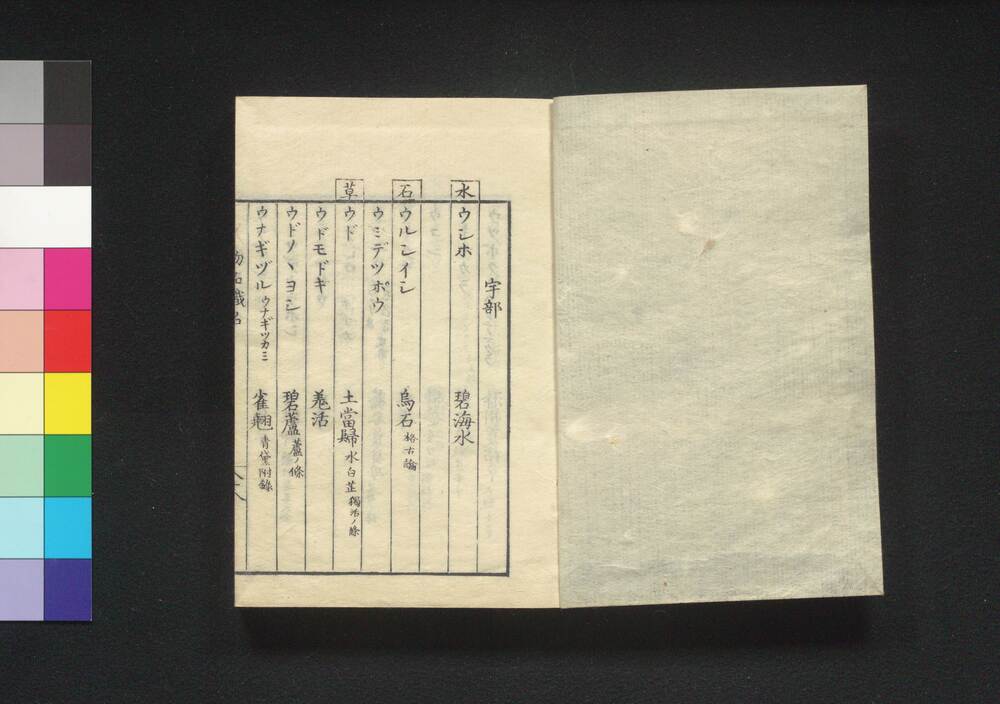 宇部
水 ウシホ 碧海水
石 ウルシイシ 烏石 格古論
ウミデツポウ
草 ウド 土當歸 水白芷 獨活ノ條
ウドモドキ 羗活
ウドノヽヨシ 碧蘆 蘆ノ條
ウナギヅル ウナギツカミ 雀翹 青黛附錄
物品識名